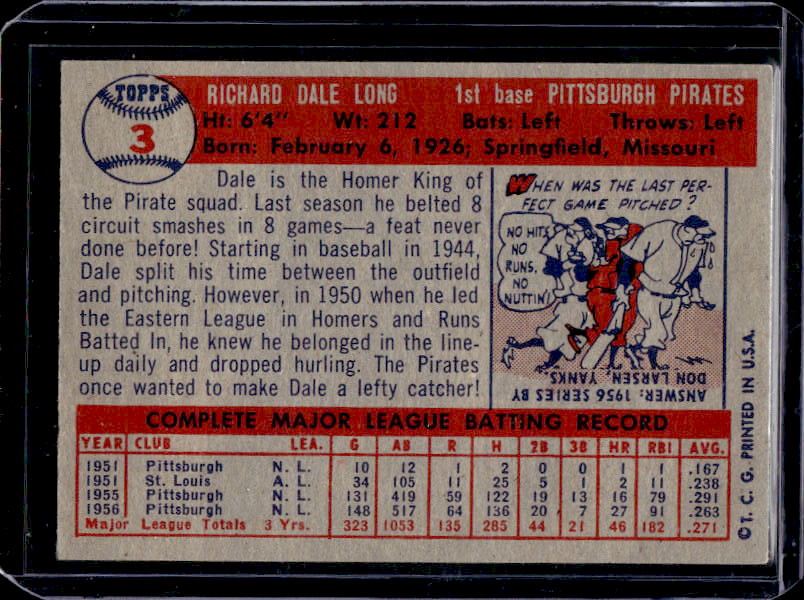 TOPPS
3
RICHARD DALE LONG 1st base PITTSBURGH PIRATES
Ht: 6'4" Wt: 212 Bats: Left Throws: Left
Born: February 6, 1926; Springfield, Missouri
Dale is the Homer King of
the Pirate squad. Last season he belted 8
circuit smashes in 8 games—a feat never
done before! Starting in baseball in 1944,
Dale split his time between the outfield
and pitching. However, in 1950 when he led
the Eastern League in Homers and Runs
Batted In, he knew he belonged in the line-
up daily and dropped hurling. The Pirates
once wanted to make Dale a lefty catcher!
WHEN WAS THE LAST PER-
FECT GAME PITCHED?
NO HITS
NO
RUNS,
NO
NUTTIN'!
ANSWER: 1956 SERIES BY
DON LARSEN, YANKS.
COMPLETE MAJOR LEAGUE BATTING RECORD
YEAR CLUB LEA. G AB R H 2B 3B HR RBI AVG.
1951 Pittsburgh N. L. 10 12 1 2 0 0 1 1 .167
1951 St. Louis A. L. 34 105 11 25 5 1 2 11 .238
1955 Pittsburgh N. L. 131 419 59 122 19 13 16 79 .291
1956 Pittsburgh N. L. 148 517 64 136 20 7 27 91 .263
Major League Totals 3 Yrs. 323 1053 135 285 44 21 46 182 .271
© T. C. G. PRINTED IN U.S.A.